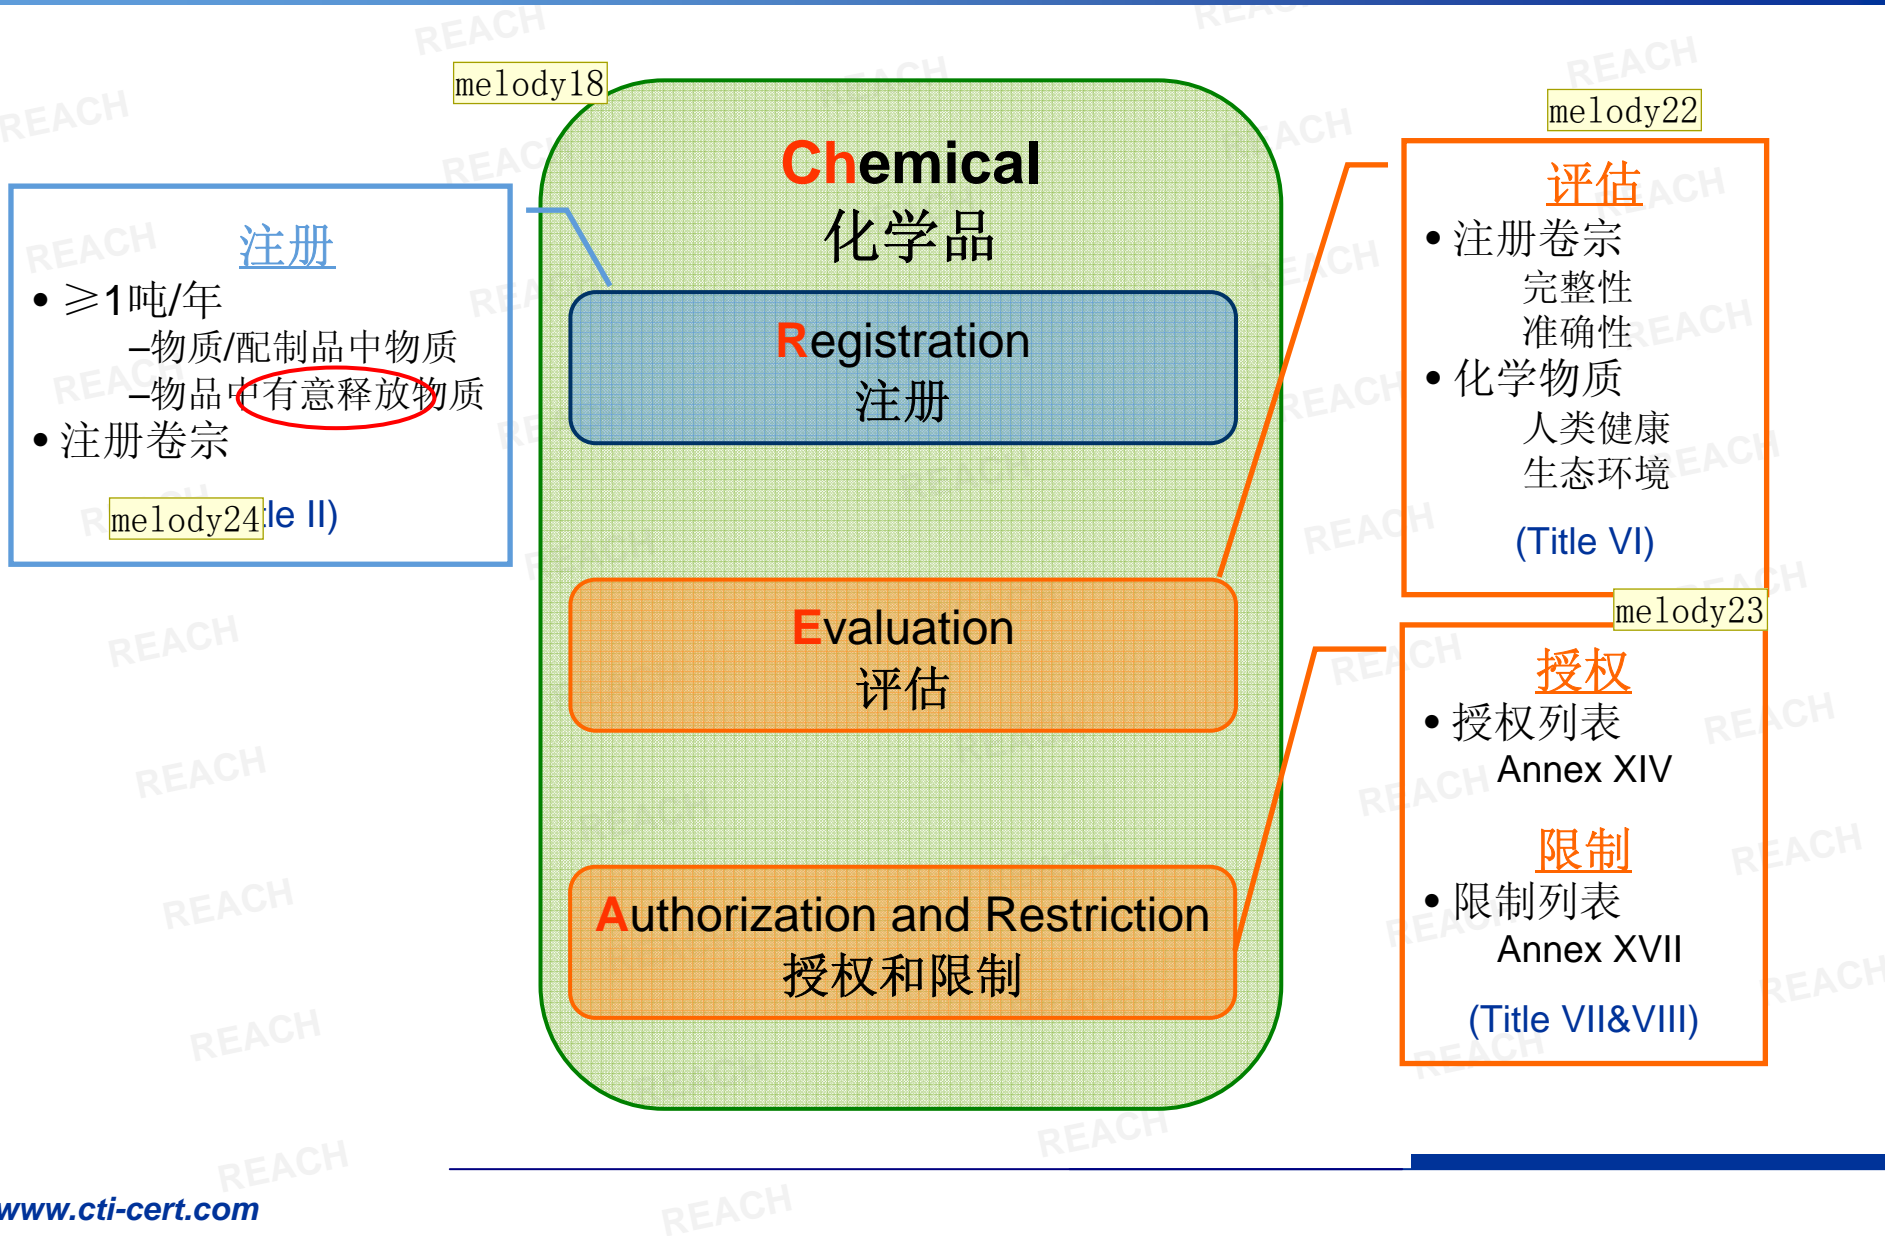 melody18
Chemical
化学品
Registration
注册
Evaluation
评估
Authorization and Restriction
授权和限制
注册
• ≥1吨/年
–物质/配制品中物质
–物品中有意释放物质
• 注册卷宗
melody24 le II)
melody22
评估
• 注册卷宗
完整性
准确性
• 化学物质
人类健康
生态环境
(Title VI)
melody23
授权
• 授权列表
Annex XIV
限制
• 限制列表
Annex XVII
(Title VII&VIII)
www.cti-cert.com
REACH